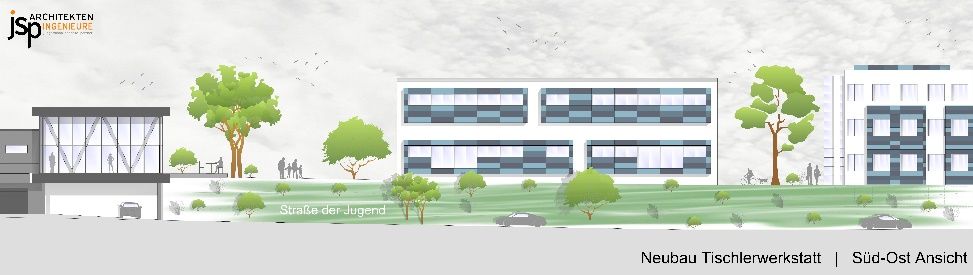 jsp ARCHITEKTEN
INGENIEURE
Straße der Jugend
Neubau Tischlerwerkstatt | Süd-Ost Ansicht